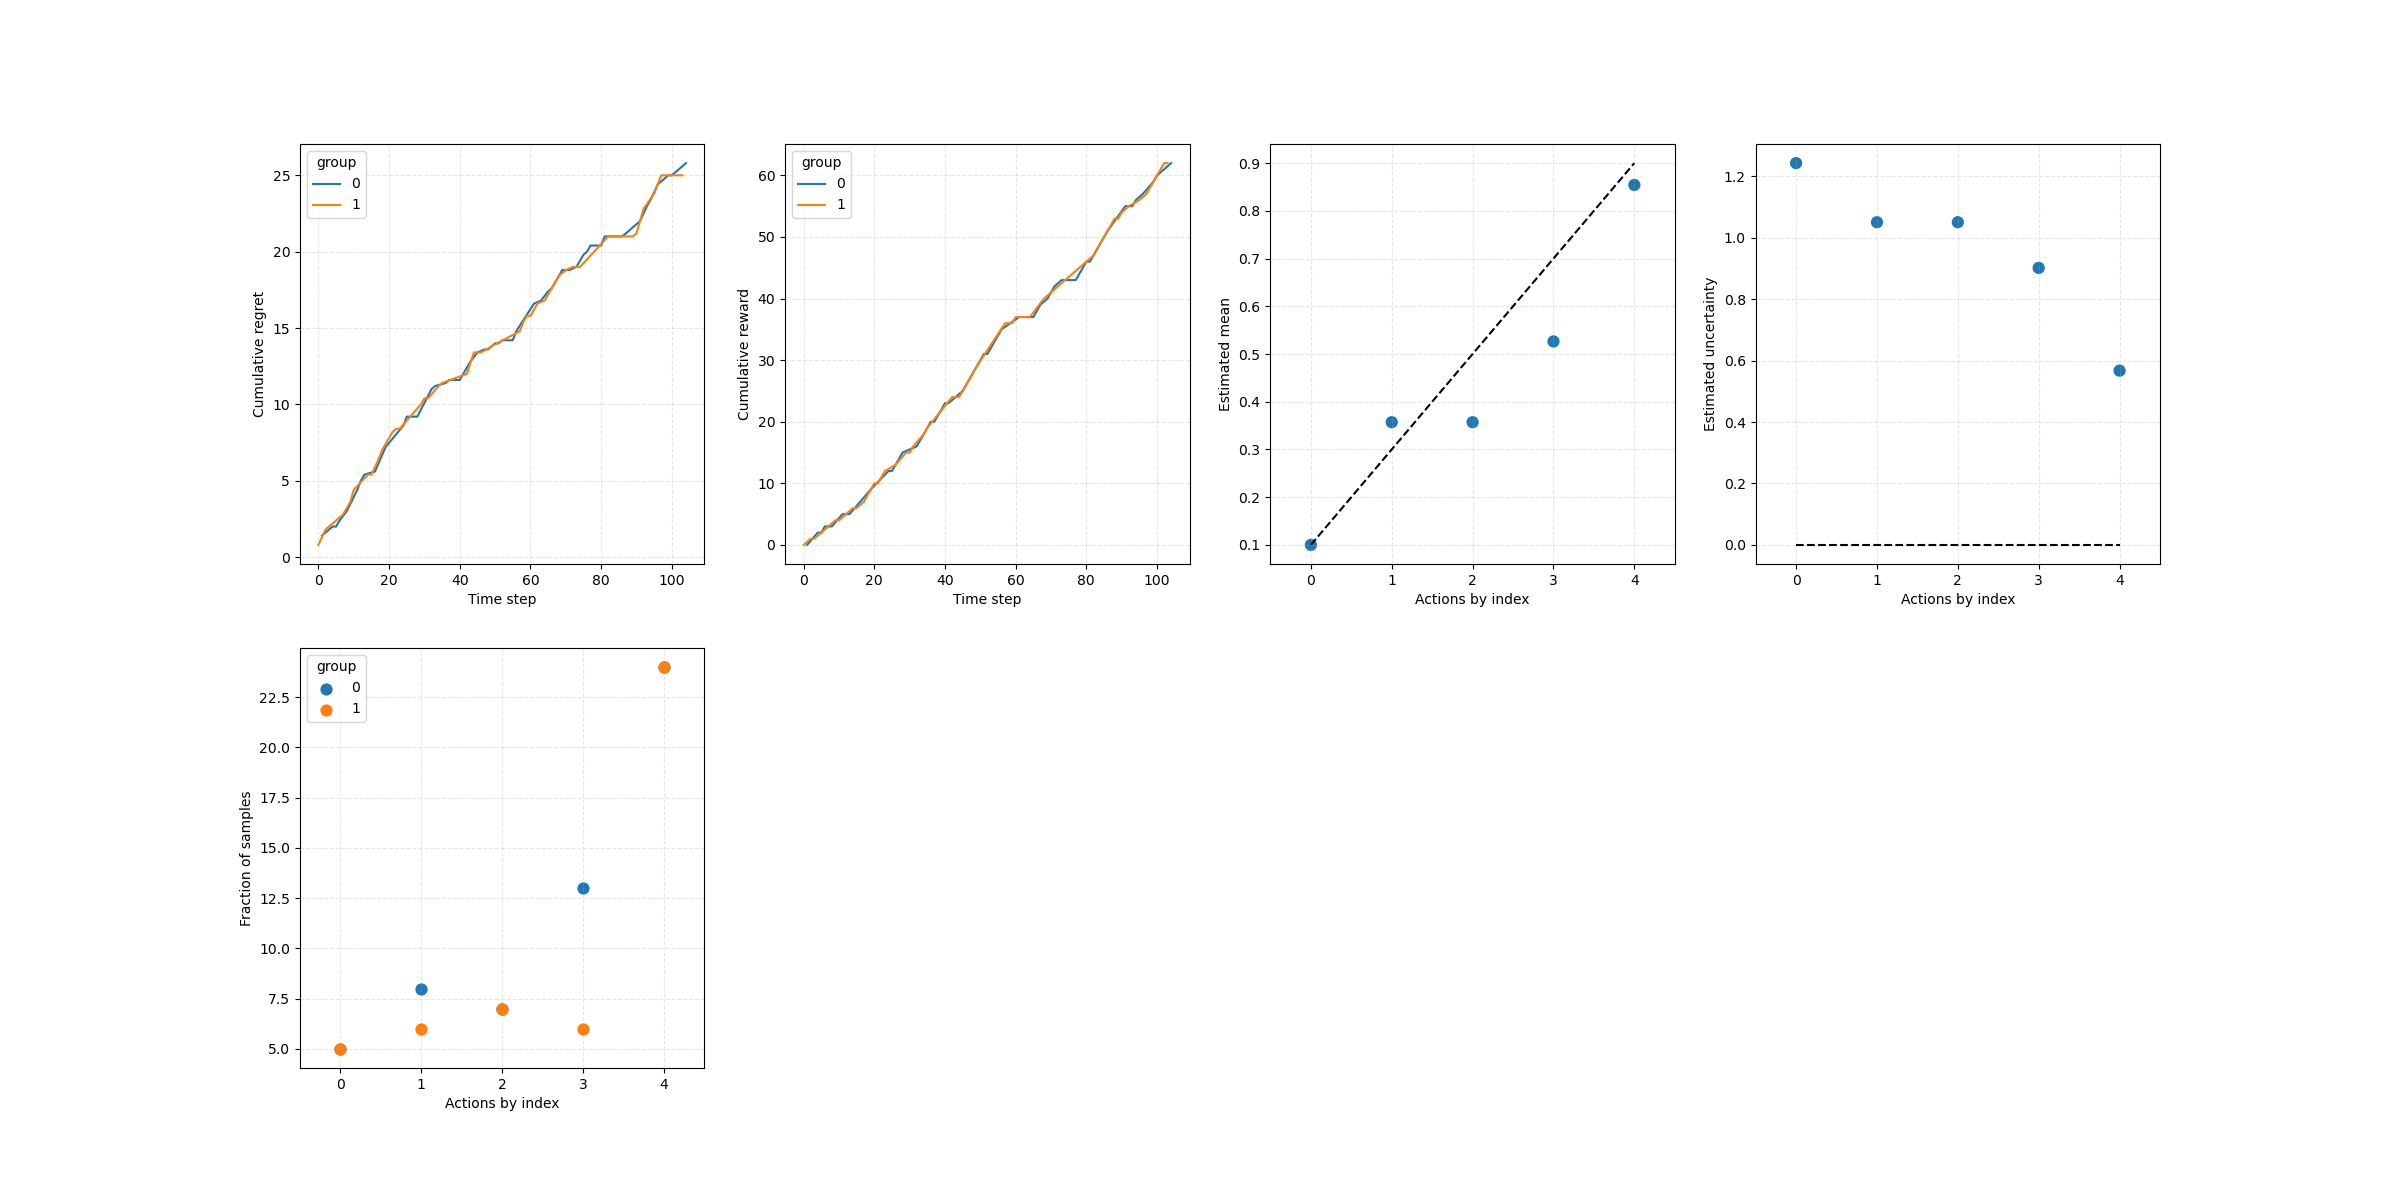 group
0
1
25
20
15
10
5
0
Cumulative regret
0 20 40 60 80 100
Time step
group
0
1
60
50
40
30
20
10
0
Cumulative reward
0 20 40 60 80 100
Time step
0.9
0.8
0.7
0.6
0.5
0.4
0.3
0.2
0.1
Estimated mean
0 1 2 3 4
Actions by index
1.2
1.0
0.8
0.6
0.4
0.2
0.0
Estimated uncertainty
0 1 2 3 4
Actions by index
group
0
1
22.5
20.0
17.5
15.0
12.5
10.0
7.5
5.0
Fraction of samples
0 1 2 3 4
Actions by index